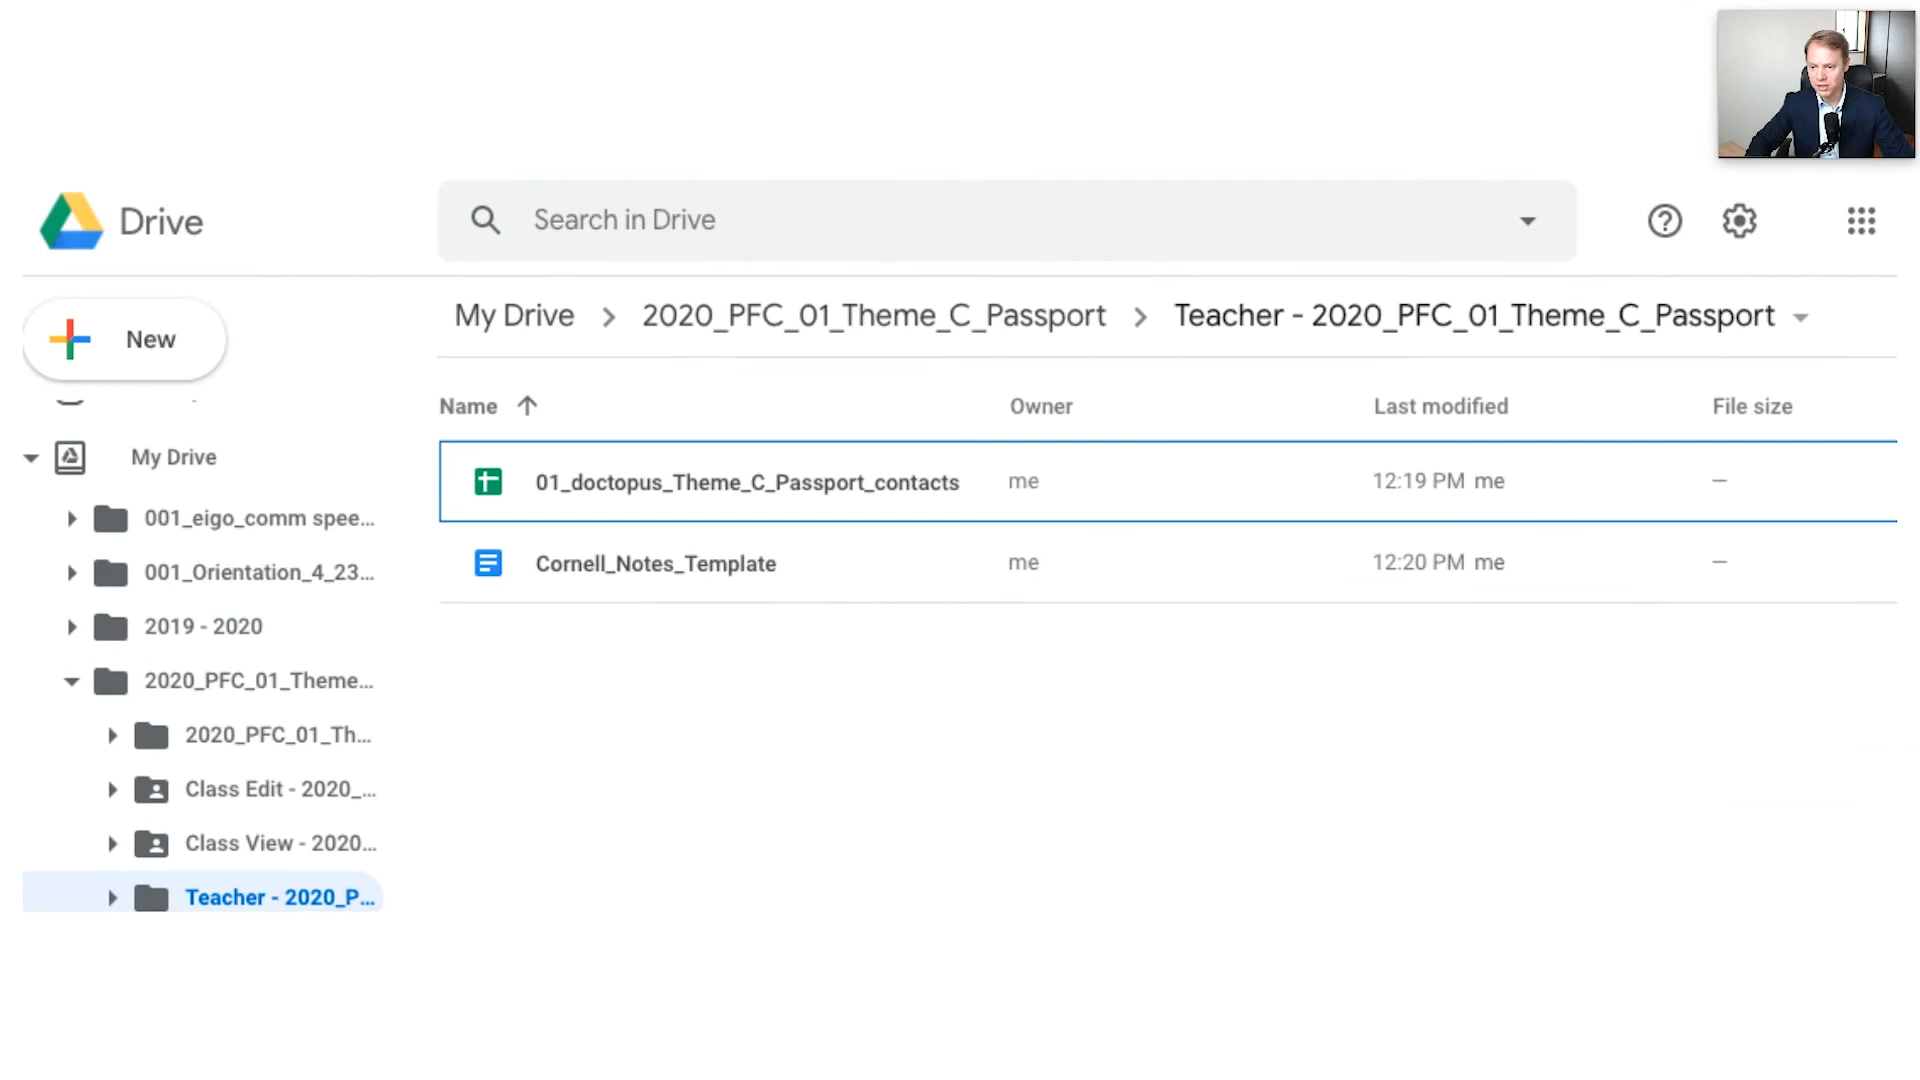 Drive
Search in Drive
New
My Drive
2020_PFC_01_Theme_C_Passport
Teacher - 2020_PFC_01_Theme_C_Passport
Name
Owner
Last modified
File size
01_doctopus_Theme_C_Passport_contacts
me
12:19 PM me
—
Cornell_Notes_Template
me
12:20 PM me
—
My Drive
001_eigo_comm spee...
001_Orientation_4_23...
2019 - 2020
2020_PFC_01_Theme...
2020_PFC_01_Th...
Class Edit - 2020_...
Class View - 2020...
Teacher - 2020_P...